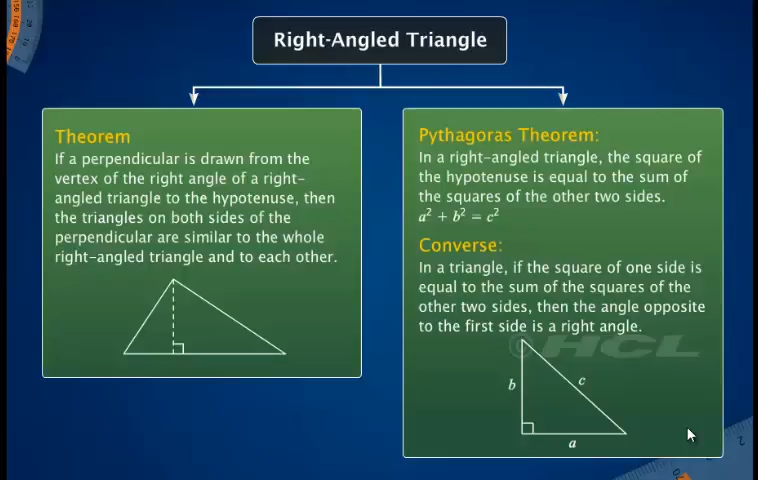 Right-Angled Triangle
Theorem
If a perpendicular is drawn from the
vertex of the right angle of a right-
angled triangle to the hypotenuse, then
the triangles on both sides of the
perpendicular are similar to the whole
right-angled triangle and to each other.
Pythagoras Theorem:
In a right-angled triangle, the square of
the hypotenuse is equal to the sum of
the squares of the other two sides.
a² + b² = c²
Converse:
In a triangle, if the square of one side is
equal to the sum of the squares of the
other two sides, then the angle opposite
to the first side is a right angle.
© HCL
b
c
a